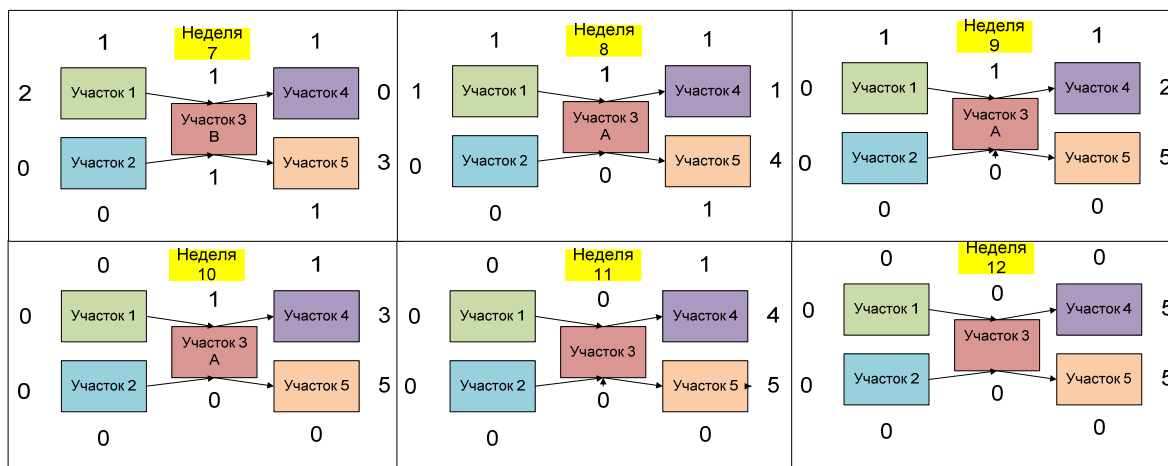 1 Неделя 7 1
2 Участок 1 1 Участок 4 0
Участок 3 B
0 Участок 2 1 Участок 5 3
0 1
1 Неделя 8 1
1 Участок 1 1 Участок 4 1
Участок 3 A
0 Участок 2 0 Участок 5 4
0 1
1 Неделя 9 1
0 Участок 1 1 Участок 4 2
Участок 3 A
0 Участок 2 0 Участок 5 5
0 0
0 Неделя 10 1
0 Участок 1 1 Участок 4 3
Участок 3 A
0 Участок 2 0 Участок 5 5
0 0
0 Неделя 11 1
0 Участок 1 0 Участок 4 4
Участок 3
0 Участок 2 0 Участок 5 5
0 0
0 Неделя 12 0
0 Участок 1 0 Участок 4 5
Участок 3
0 Участок 2 0 Участок 5 5
0 0